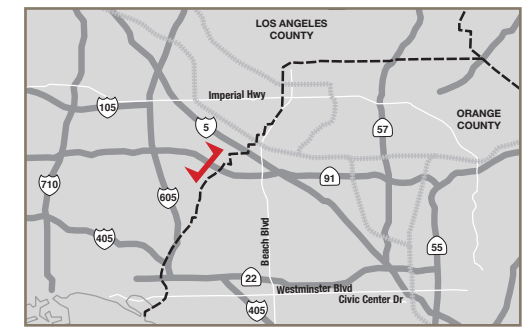 LOS ANGELES
COUNTY
Imperial Hwy
105
5
57
ORANGE
COUNTY
710
605
91
405
Beach Blvd
55
22
Westminster Blvd
Civic Center Dr
405